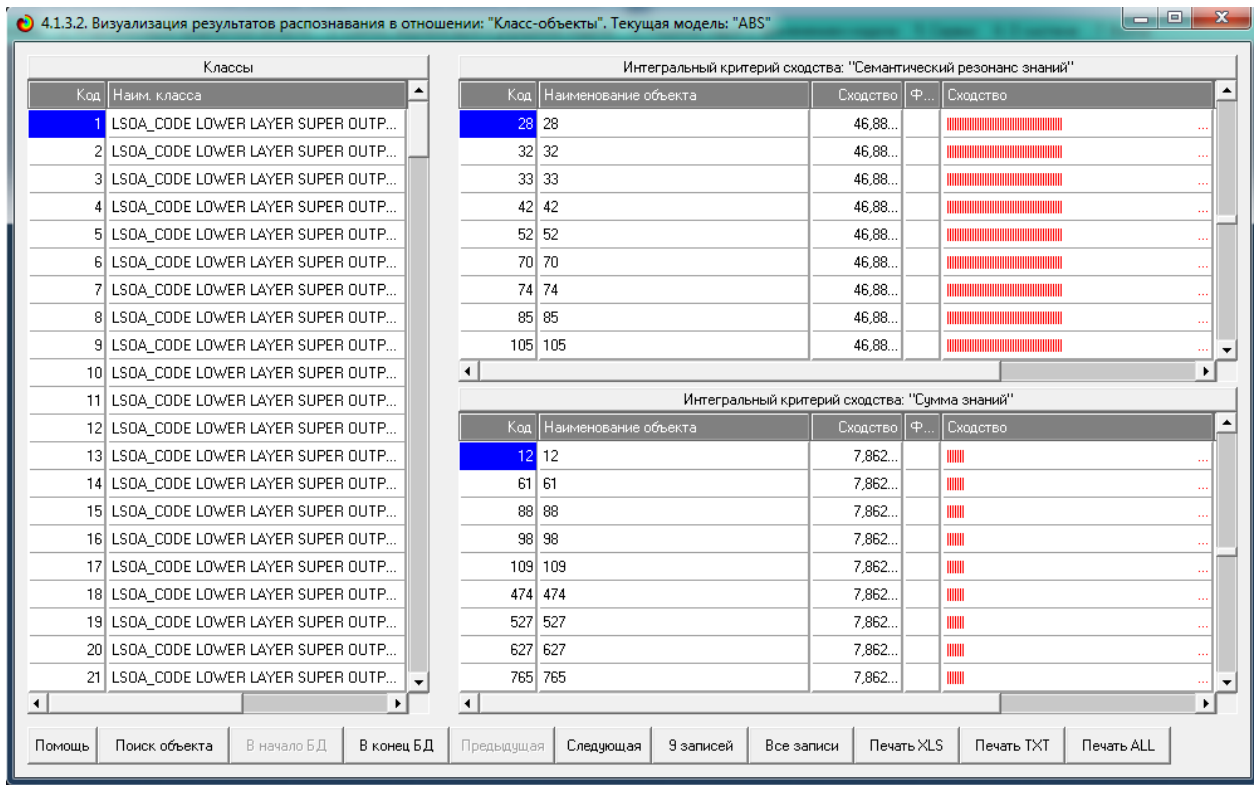 4.1.3.2. Визуализация результатов распознавания в отношении: "Класс-объекты". Текущая модель: "ABS"
Классы
Код Наим. класса
1 LSOA_CODE LOWER LAYER SUPER OUTP...
2 LSOA_CODE LOWER LAYER SUPER OUTP...
3 LSOA_CODE LOWER LAYER SUPER OUTP...
4 LSOA_CODE LOWER LAYER SUPER OUTP...
5 LSOA_CODE LOWER LAYER SUPER OUTP...
6 LSOA_CODE LOWER LAYER SUPER OUTP...
7 LSOA_CODE LOWER LAYER SUPER OUTP...
8 LSOA_CODE LOWER LAYER SUPER OUTP...
9 LSOA_CODE LOWER LAYER SUPER OUTP...
10 LSOA_CODE LOWER LAYER SUPER OUTP...
11 LSOA_CODE LOWER LAYER SUPER OUTP...
12 LSOA_CODE LOWER LAYER SUPER OUTP...
13 LSOA_CODE LOWER LAYER SUPER OUTP...
14 LSOA_CODE LOWER LAYER SUPER OUTP...
15 LSOA_CODE LOWER LAYER SUPER OUTP...
16 LSOA_CODE LOWER LAYER SUPER OUTP...
17 LSOA_CODE LOWER LAYER SUPER OUTP...
18 LSOA_CODE LOWER LAYER SUPER OUTP...
19 LSOA_CODE LOWER LAYER SUPER OUTP...
20 LSOA_CODE LOWER LAYER SUPER OUTP...
21 LSOA_CODE LOWER LAYER SUPER OUTP...
Интегральный критерий сходства: "Семантический резонанс знаний"
Код Наименование объекта Сходство Ф... Сходство
28 28 46,88... ...
32 32 46,88... ...
33 33 46,88... ...
42 42 46,88... ...
52 52 46,88... ...
70 70 46,88... ...
74 74 46,88... ...
85 85 46,88... ...
105 105 46,88... ...
Интегральный критерий сходства: "Сумма знаний"
Код Наименование объекта Сходство Ф... Сходство
12 12 7,862... ...
61 61 7,862... ...
88 88 7,862... ...
98 98 7,862... ...
109 109 7,862... ...
474 474 7,862... ...
527 527 7,862... ...
627 627 7,862... ...
765 765 7,862... ...
Помощь Поиск объекта В начало БД В конец БД Предыдущая Следующая 9 записей Все записи Печать XLS Печать TXT Печать ALL